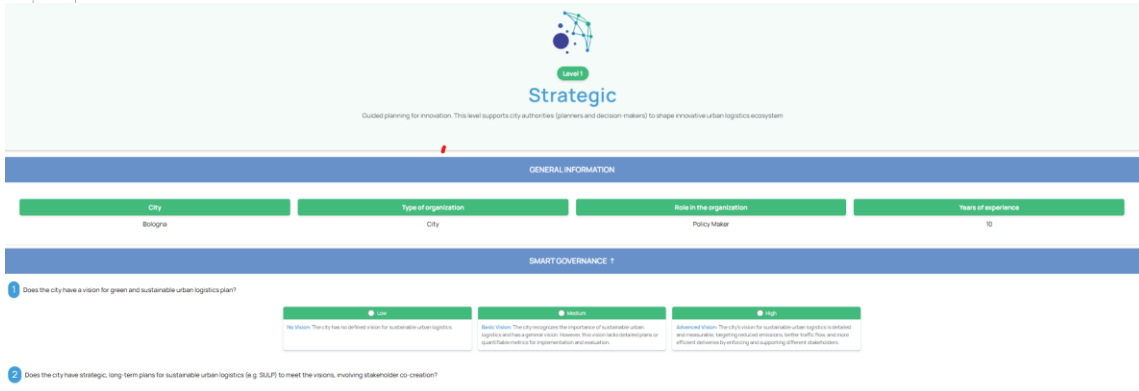 Level 1
Strategic
Guided planning for innovation. This level supports city authorities (planners and decision-makers) to shape innovative urban logistics ecosystem
GENERAL INFORMATION
City Type of organization Role in the organization Years of experience
Bologna City Policy Maker 10
SMART GOVERNANCE ↑
1 Does the city have a vision for green and sustainable urban logistics plan?
Low Medium High
No Vision: The city has no defined vision for sustainable urban logistics.
Basic Vision: The city recognizes the importance of sustainable urban
logistics and has a general vision. However, this vision lacks detailed plans or
quantifiable metrics for implementation and evaluation.
Advanced Vision: The city's vision for sustainable urban logistics is detailed
and measurable, targeting reduced emissions, better traffic flow, and more
efficient deliveries by enforcing and supporting different stakeholders.
2 Does the city have strategic, long-term plans for sustainable urban logistics (e.g. SULP) to meet the visions, involving stakeholder co-creation?